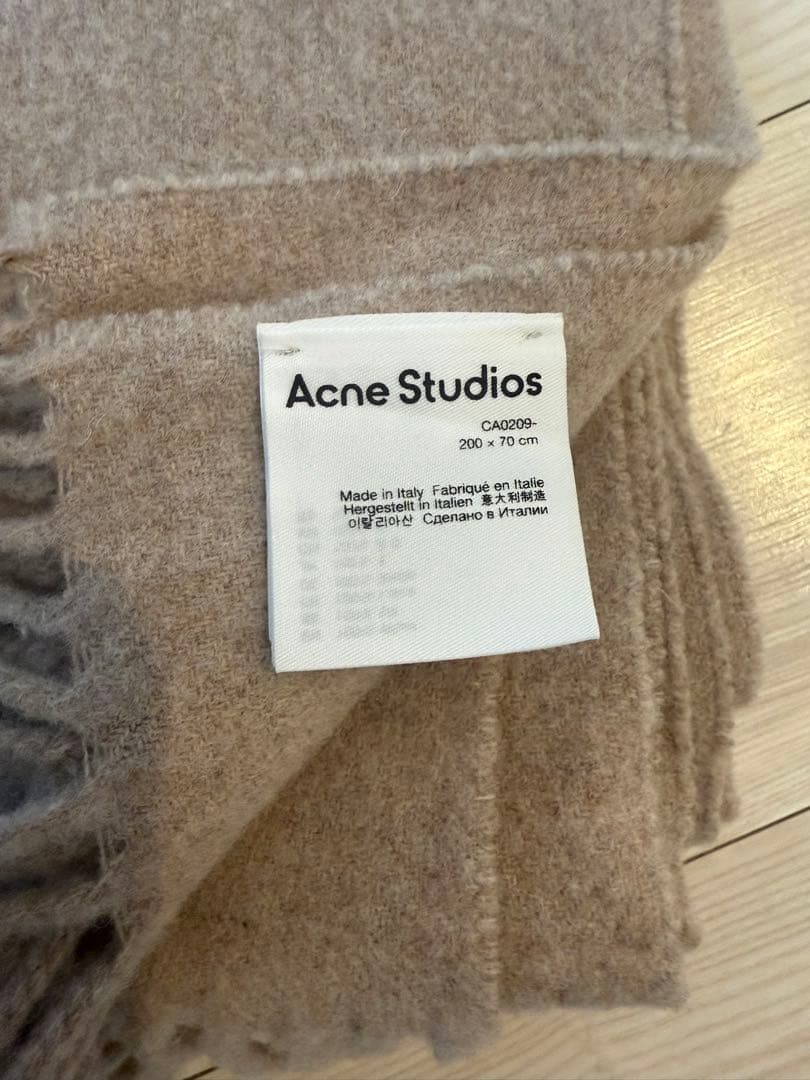 Acne Studios
CA0209-
200 x 70 cm
Made in Italy Fabriqué en Italie
Hergestellt in Italien 意大利制造
이탈리아산 Сделано в Италии